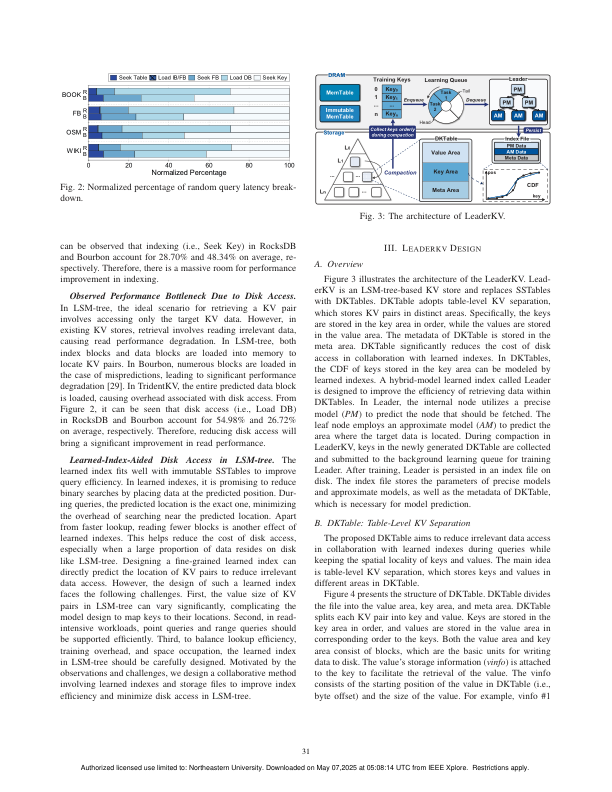 Seek Table Load IB/FB Seek FB Load DB Seek Key
BOOK R
B
FB R
B
OSM R
B
WIKI R
B
0 20 40 60 80 100
Normalized Percentage
Fig. 2: Normalized percentage of random query latency break-
down.
can be observed that indexing (i.e., Seek Key) in RocksDB
and Bourbon account for 28.70% and 48.34% on average, re-
spectively. Therefore, there is a massive room for performance
improvement in indexing.
Observed Performance Bottleneck Due to Disk Access.
In LSM-tree, the ideal scenario for retrieving a KV pair
involves accessing only the target KV data. However, in
existing KV stores, retrieval involves reading irrelevant data,
causing read performance degradation. In LSM-tree, both
index blocks and data blocks are loaded into memory to
locate KV pairs. In Bourbon, numerous blocks are loaded in
the case of mispredictions, leading to significant performance
degradation [29]. In TridentKV, the entire predicted data block
is loaded, causing overhead associated with disk access. From
Figure 2, it can be seen that disk access (i.e., Load DB)
in RocksDB and Bourbon account for 54.98% and 26.72%
on average, respectively. Therefore, reducing disk access will
bring a significant improvement in read performance.
Learned-Index-Aided Disk Access in LSM-tree. The
learned index fits well with immutable SSTables to improve
query efficiency. In learned indexes, it is promising to reduce
binary searches by placing data at the predicted position. Dur-
ing queries, the predicted location is the exact one, minimizing
the overhead of searching near the predicted location. Apart
from faster lookup, reading fewer blocks is another effect of
learned indexes. This helps reduce the cost of disk access,
especially when a large proportion of data resides on disk
like LSM-tree. Designing a fine-grained learned index can
directly predict the location of KV pairs to reduce irrelevant
data access. However, the design of such a learned index
faces the following challenges. First, the value size of KV
pairs in LSM-tree can vary significantly, complicating the
model design to map keys to their locations. Second, in read-
intensive workloads, point queries and range queries should
be supported efficiently. Third, to balance lookup efficiency,
training overhead, and space occupation, the learned index
in LSM-tree should be carefully designed. Motivated by the
observations and challenges, we design a collaborative method
involving learned indexes and storage files to improve index
efficiency and minimize disk access in LSM-tree.
DRAM
MemTable
Immutable
MemTable
Training Keys
0 Key0
1 Key1
... ...
n Keyn
Enqueue
Learning Queue
Task
Task
Tail
Head
Dequeue
Leader
PM
PM PM
AM AM AM
Collect keys orderly
during compaction
Persist
Storage
L0
L1
Ln
Compaction
DKTable
Value Area
Key Area
Meta Area
Index File
PM Data
AM Data
Meta Data
pos
CDF
key
Fig. 3: The architecture of LeaderKV.
III. LEADERKV DESIGN
A. Overview
Figure 3 illustrates the architecture of the LeaderKV. Lead-
erKV is an LSM-tree-based KV store and replaces SSTables
with DKTables. DKTable adopts table-level KV separation,
which stores KV pairs in distinct areas. Specifically, the keys
are stored in the key area in order, while the values are stored
in the value area. The metadata of DKTable is stored in the
meta area. DKTable significantly reduces the cost of disk
access in collaboration with learned indexes. In DKTables,
the CDF of keys stored in the key area can be modeled by
learned indexes. A hybrid-model learned index called Leader
is designed to improve the efficiency of retrieving data within
DKTables. In Leader, the internal node utilizes a precise
model (PM) to predict the node that should be fetched. The
leaf node employs an approximate model (AM) to predict the
area where the target data is located. During compaction in
LeaderKV, keys in the newly generated DKTable are collected
and submitted to the background learning queue for training
Leader. After training, Leader is persisted in an index file on
disk. The index file stores the parameters of precise models
and approximate models, as well as the metadata of DKTable,
which is necessary for model prediction.
B. DKTable: Table-Level KV Separation
The proposed DKTable aims to reduce irrelevant data access
in collaboration with learned indexes during queries while
keeping the spatial locality of keys and values. The main idea
is table-level KV separation, which stores keys and values in
different areas in DKTable.
Figure 4 presents the structure of DKTable. DKTable divides
the file into the value area, key area, and meta area. DKTable
splits each KV pair into key and value. Keys are stored in the
key area in order, and values are stored in the value area in
corresponding order to the keys. Both the value area and key
area consist of blocks, which are the basic units for writing
data to disk. The value's storage information (vinfo) is attached
to the key to facilitate the retrieval of the value. The vinfo
consists of the starting position of the value in DKTable (i.e.,
byte offset) and the size of the value. For example, vinfo #1
31
Authorized licensed use limited to: Northeastern University. Downloaded on May 07,2025 at 05:08:14 UTC from IEEE Xplore. Restrictions apply.